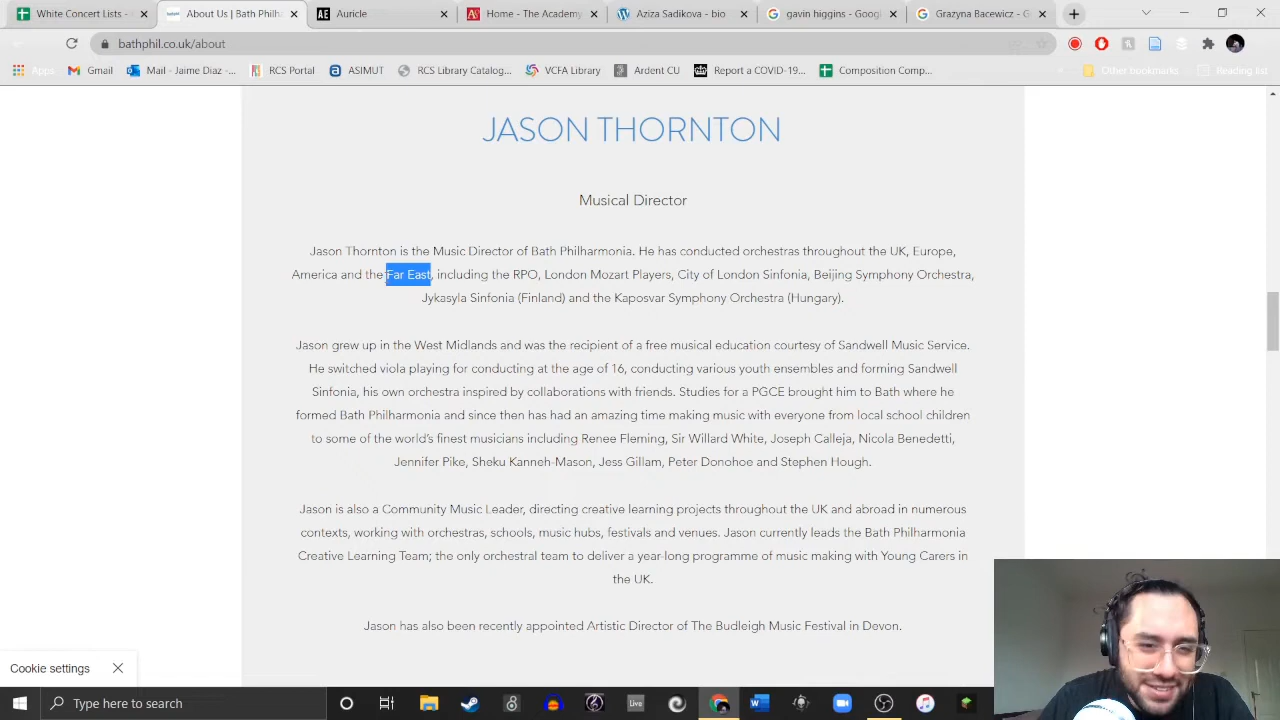 White Concert Lists -
About Us | Bath Phil
AE Auricle
Home - The Academy
Aziza Sadikova - bio
gavin higgins - Googl
Grazyna Bacewicz - G
bathphil.co.uk/about
Apps
Gmail
Mail - Jaime Diaz -...
RCS Portal
ASIMUT
RCS Library Catalog...
VCFA Library
Ardent CU
Report a COVID-19...
Composition Comp...
Other bookmarks
Reading list
JASON THORNTON
Musical Director
Jason Thornton is the Music Director of Bath Philharmonia. He has conducted orchestras throughout the UK, Europe,
America and the Far East, including the RPO, London Mozart Players, City of London Sinfonia, Beijing Symphony Orchestra,
Jykasyla Sinfonia (Finland) and the Kaposvar Symphony Orchestra (Hungary).
Jason grew up in the West Midlands and was the recipient of a free musical education courtesy of Sandwell Music Service.
He switched viola playing for conducting at the age of 16, conducting various youth ensembles and forming Sandwell
Sinfonia, his own orchestra inspired by collaborations with friends. Studies for a PGCE brought him to Bath where he
formed Bath Philharmonia and since then has had an amazing time making music with everyone from local school children
to some of the world's finest musicians including Renee Fleming, Sir Willard White, Joseph Calleja, Nicola Benedetti,
Jennifer Pike, Sheku Kanneh-Mason, Jess Gillam, Peter Donohoe and Stephen Hough.
Jason is also a Community Music Leader, directing creative learning projects throughout the UK and abroad in numerous
contexts, working with orchestras, schools, music hubs, festivals and venues. Jason currently leads the Bath Philharmonia
Creative Learning Team; the only orchestral team to deliver a year-long programme of music making with Young Carers in
the UK.
Jason has also been recently appointed Artistic Director of The Budleigh Music Festival in Devon.
Cookie settings
Type here to search
Live